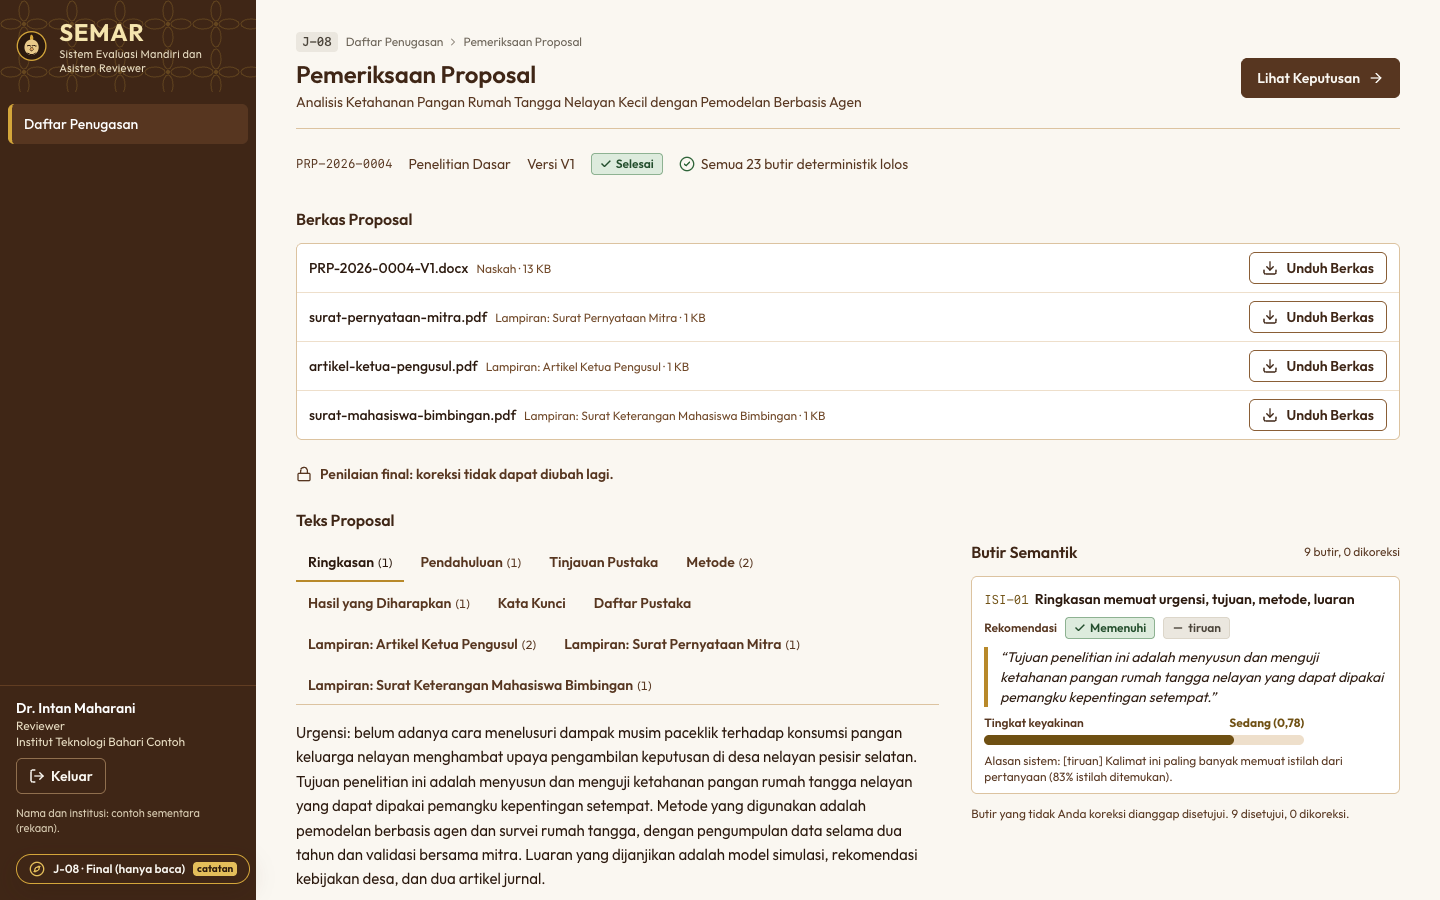 SEMAR
Sistem Evaluasi Mandiri dan
Asisten Reviewer
Daftar Penugasan
Dr. Intan Maharani
Reviewer
Institut Teknologi Bahari Contoh
Keluar
Nama dan institusi: contoh sementara
(rekaan).
J-08 · Final (hanya baca) catatan
J-08 Daftar Penugasan > Pemeriksaan Proposal
Pemeriksaan Proposal
Analisis Ketahanan Pangan Rumah Tangga Nelayan Kecil dengan Pemodelan Berbasis Agen
Lihat Keputusan →
PRP-2026-0004 Penelitian Dasar Versi V1 Selesai Semua 23 butir deterministik lolos
Berkas Proposal
PRP-2026-0004-V1.docx Naskah · 13 KB Unduh Berkas
surat-pernyataan-mitra.pdf Lampiran: Surat Pernyataan Mitra · 1 KB Unduh Berkas
artikel-ketua-pengusul.pdf Lampiran: Artikel Ketua Pengusul · 1 KB Unduh Berkas
surat-mahasiswa-bimbingan.pdf Lampiran: Surat Keterangan Mahasiswa Bimbingan · 1 KB Unduh Berkas
Penilaian final: koreksi tidak dapat diubah lagi.
Teks Proposal
Ringkasan (1) Pendahuluan (1) Tinjauan Pustaka Metode (2)
Hasil yang Diharapkan (1) Kata Kunci Daftar Pustaka
Lampiran: Artikel Ketua Pengusul (2) Lampiran: Surat Pernyataan Mitra (1)
Lampiran: Surat Keterangan Mahasiswa Bimbingan (1)
Urgensi: belum adanya cara menelusuri dampak musim paceklik terhadap konsumsi pangan
keluarga nelayan menghambat upaya pengambilan keputusan di desa nelayan pesisir selatan.
Tujuan penelitian ini adalah menyusun dan menguji ketahanan pangan rumah tangga nelayan
yang dapat dipakai pemangku kepentingan setempat. Metode yang digunakan adalah
pemodelan berbasis agen dan survei rumah tangga, dengan pengumpulan data selama dua
tahun dan validasi bersama mitra. Luaran yang dijanjikan adalah model simulasi, rekomendasi
kebijakan desa, dan dua artikel jurnal.
Butir Semantik 9 butir, 0 dikoreksi
ISI-01 Ringkasan memuat urgensi, tujuan, metode, luaran
Rekomendasi Memenuhi — tiruan
“Tujuan penelitian ini adalah menyusun dan menguji
ketahanan pangan rumah tangga nelayan yang dapat dipakai
pemangku kepentingan setempat.”
Tingkat keyakinan Sedang (0,78)
Alasan sistem: [tiruan] Kalimat ini paling banyak memuat istilah dari
pertanyaan (83% istilah ditemukan).
Butir yang tidak Anda koreksi dianggap disetujui. 9 disetujui, 0 dikoreksi.